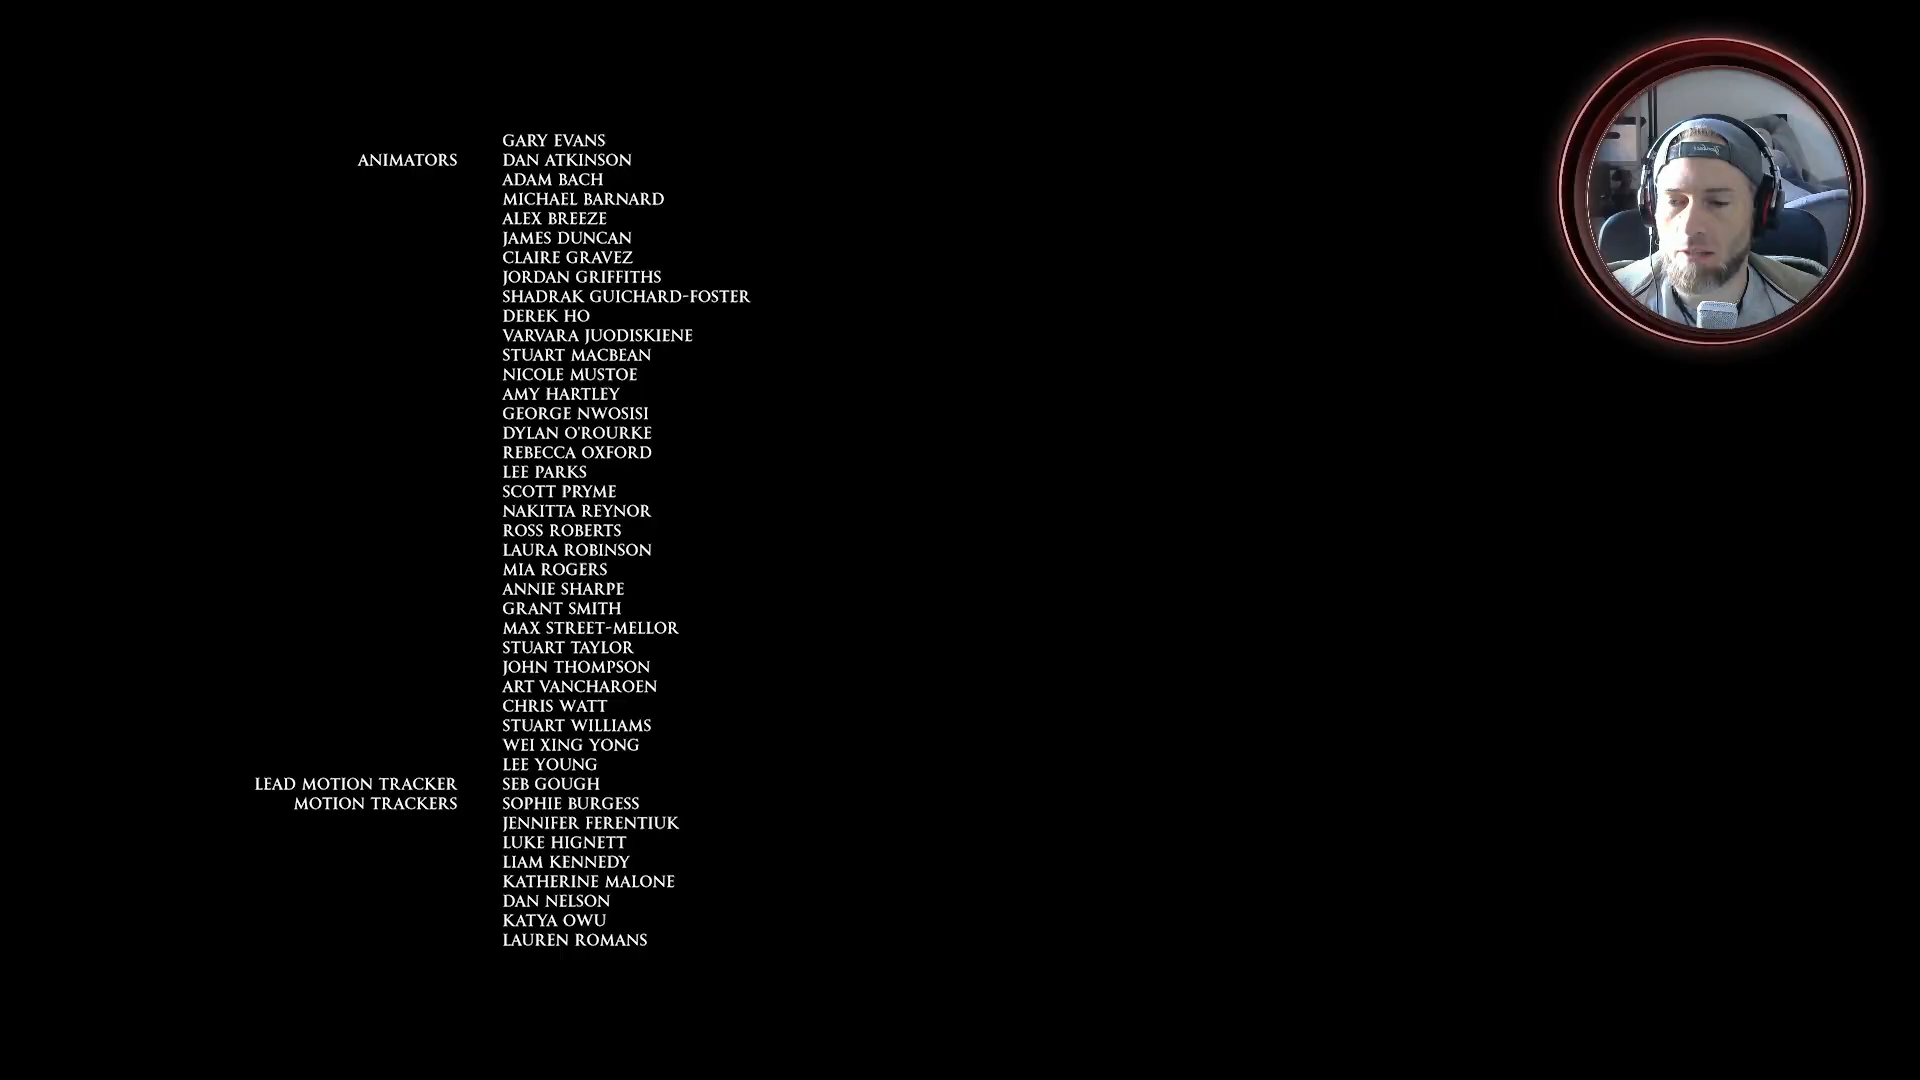 GARY EVANS
ANIMATORS DAN ATKINSON
ADAM BACH
MICHAEL BARNARD
ALEX BREEZE
JAMES DUNCAN
CLAIRE GRAVEZ
JORDAN GRIFFITHS
SHADRAK GUICHARD-FOSTER
DEREK HO
VARVARA JUODISKIENE
STUART MACBEAN
NICOLE MUSTOE
AMY HARTLEY
GEORGE NWOSISI
DYLAN O'ROURKE
REBECCA OXFORD
LEE PARKS
SCOTT PRYME
NAKITTA REYNOR
ROSS ROBERTS
LAURA ROBINSON
MIA ROGERS
ANNIE SHARPE
GRANT SMITH
MAX STREET-MELLOR
STUART TAYLOR
JOHN THOMPSON
ART VANCHAROEN
CHRIS WATT
STUART WILLIAMS
WEI XING YONG
LEE YOUNG
LEAD MOTION TRACKER SEB GOUGH
MOTION TRACKERS SOPHIE BURGESS
JENNIFER FERENTIUK
LUKE HIGNETT
LIAM KENNEDY
KATHERINE MALONE
DAN NELSON
KATYA OWU
LAUREN ROMANS